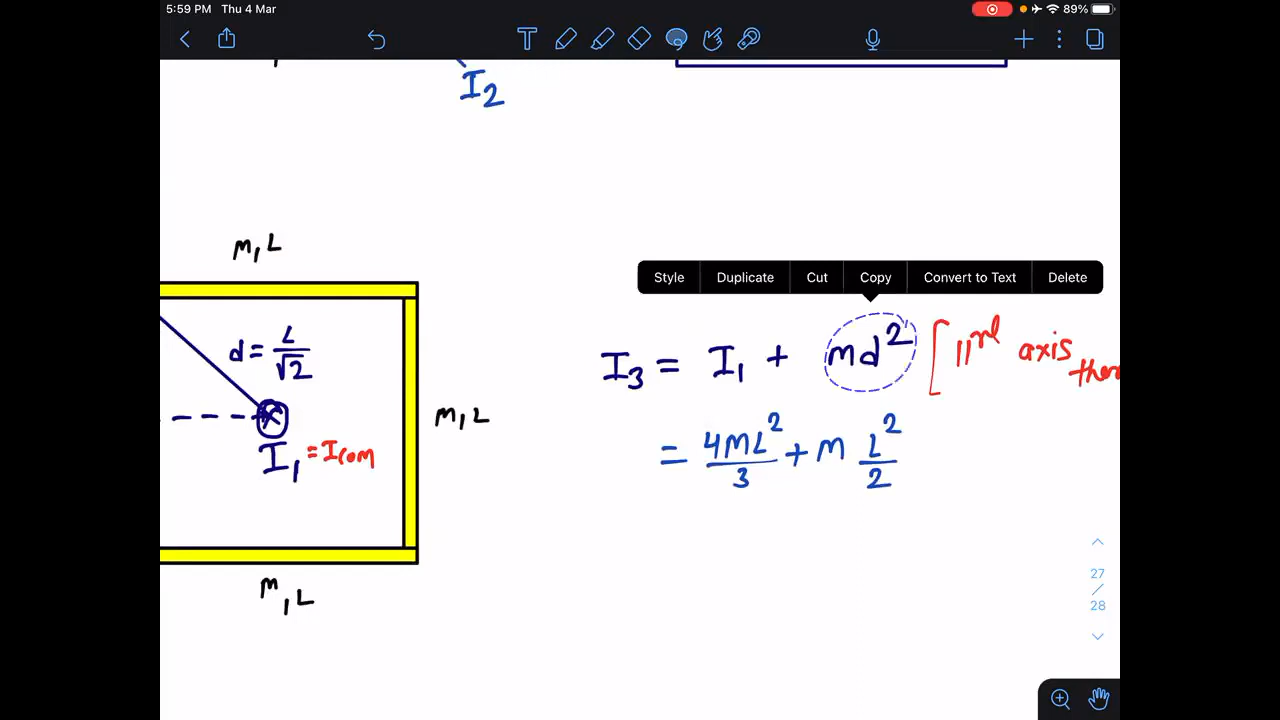 5:59 PM Thu 4 Mar 89%
T
I₂
m, L
Style Duplicate Cut Copy Convert to Text Delete
d = L/√2
I₃ = I₁ + md² [ 11rd axis
m, L
I₁ = Icom
= 4ML²/3 + M L²/2
27
/
28
m, L